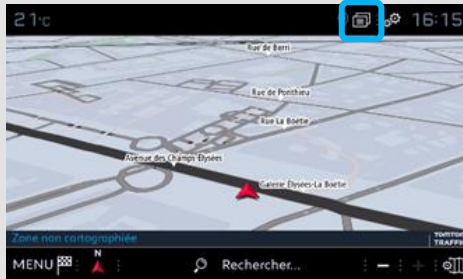 21°C 16:15
Rue de Berri
Rue de Ponthieu
Rue La Boétie
Avenue des Champs-Élysées
Galerie Élysées-La Boétie
Zone non cartographiée
TOMTOM
TRAFFIC
MENU N Rechercher... - +